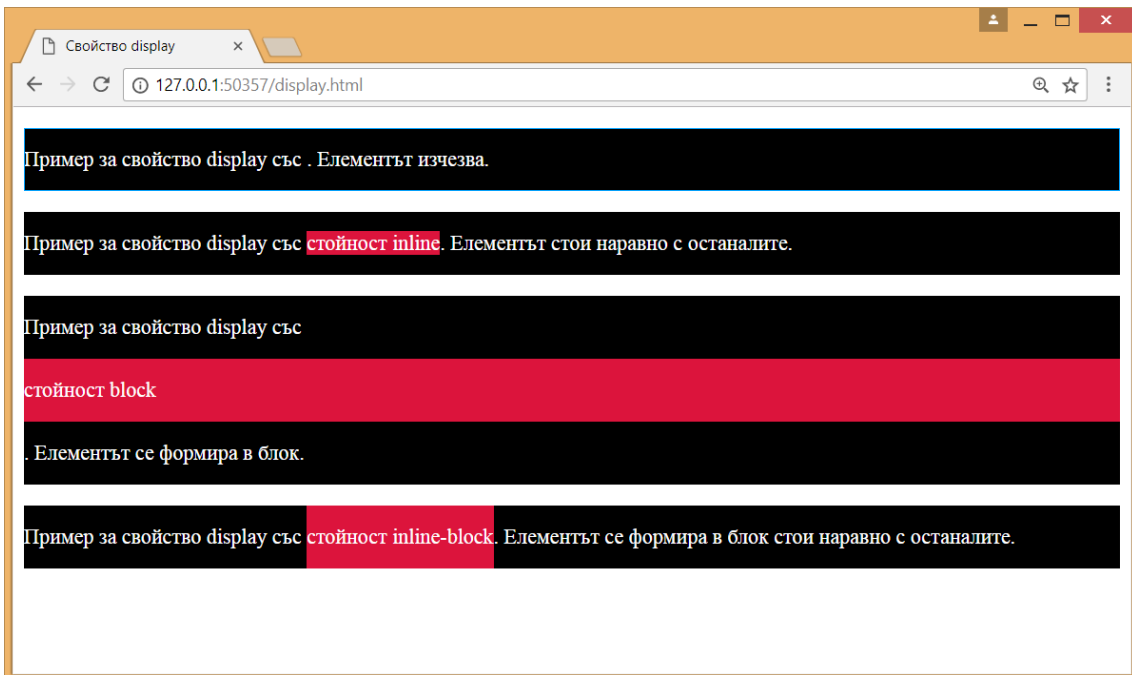 Свойство display
127.0.0.1:50357/display.html
Пример за свойство display със . Елементът изчезва.
Пример за свойство display със стойност inline. Елементът стои наравно с останалите.
Пример за свойство display със
стойност block
. Елементът се формира в блок.
Пример за свойство display със стойност inline-block. Елементът се формира в блок стои наравно с останалите.